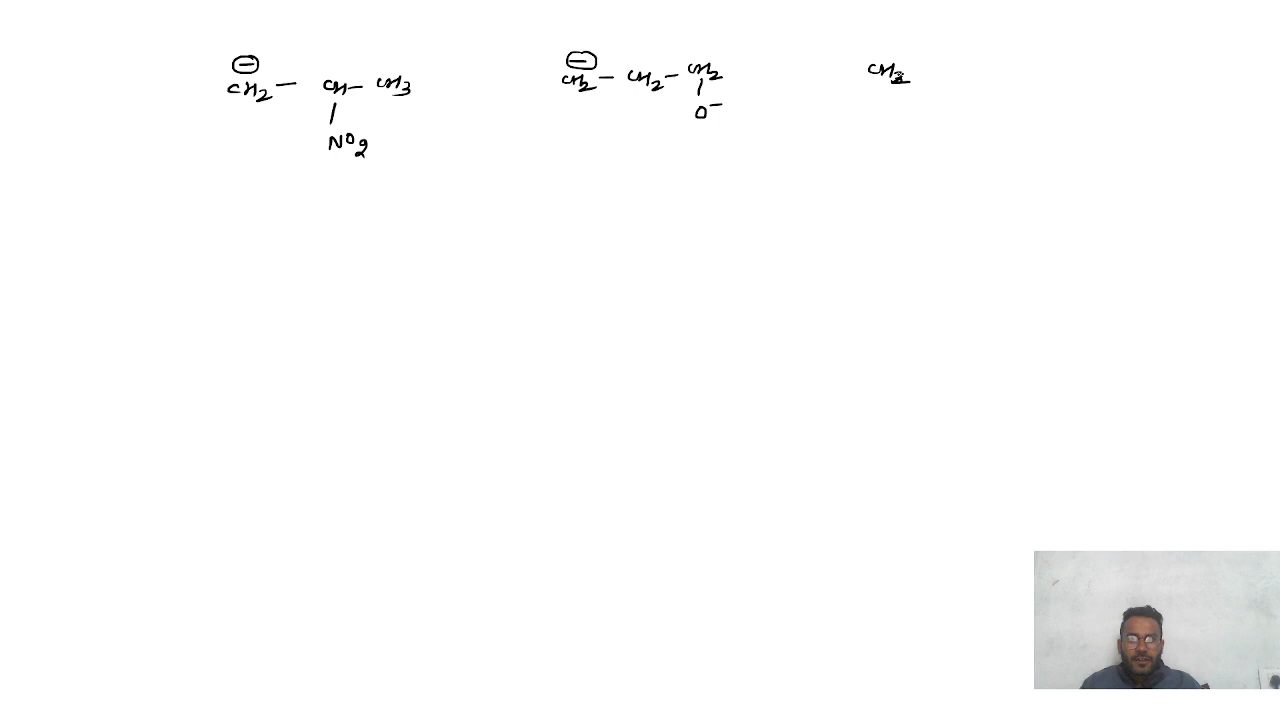 ⊖ ⊖
CH2 — CH — CH3 CH2 — CH2 — CH2 CH2
| |
NO2 O⁻